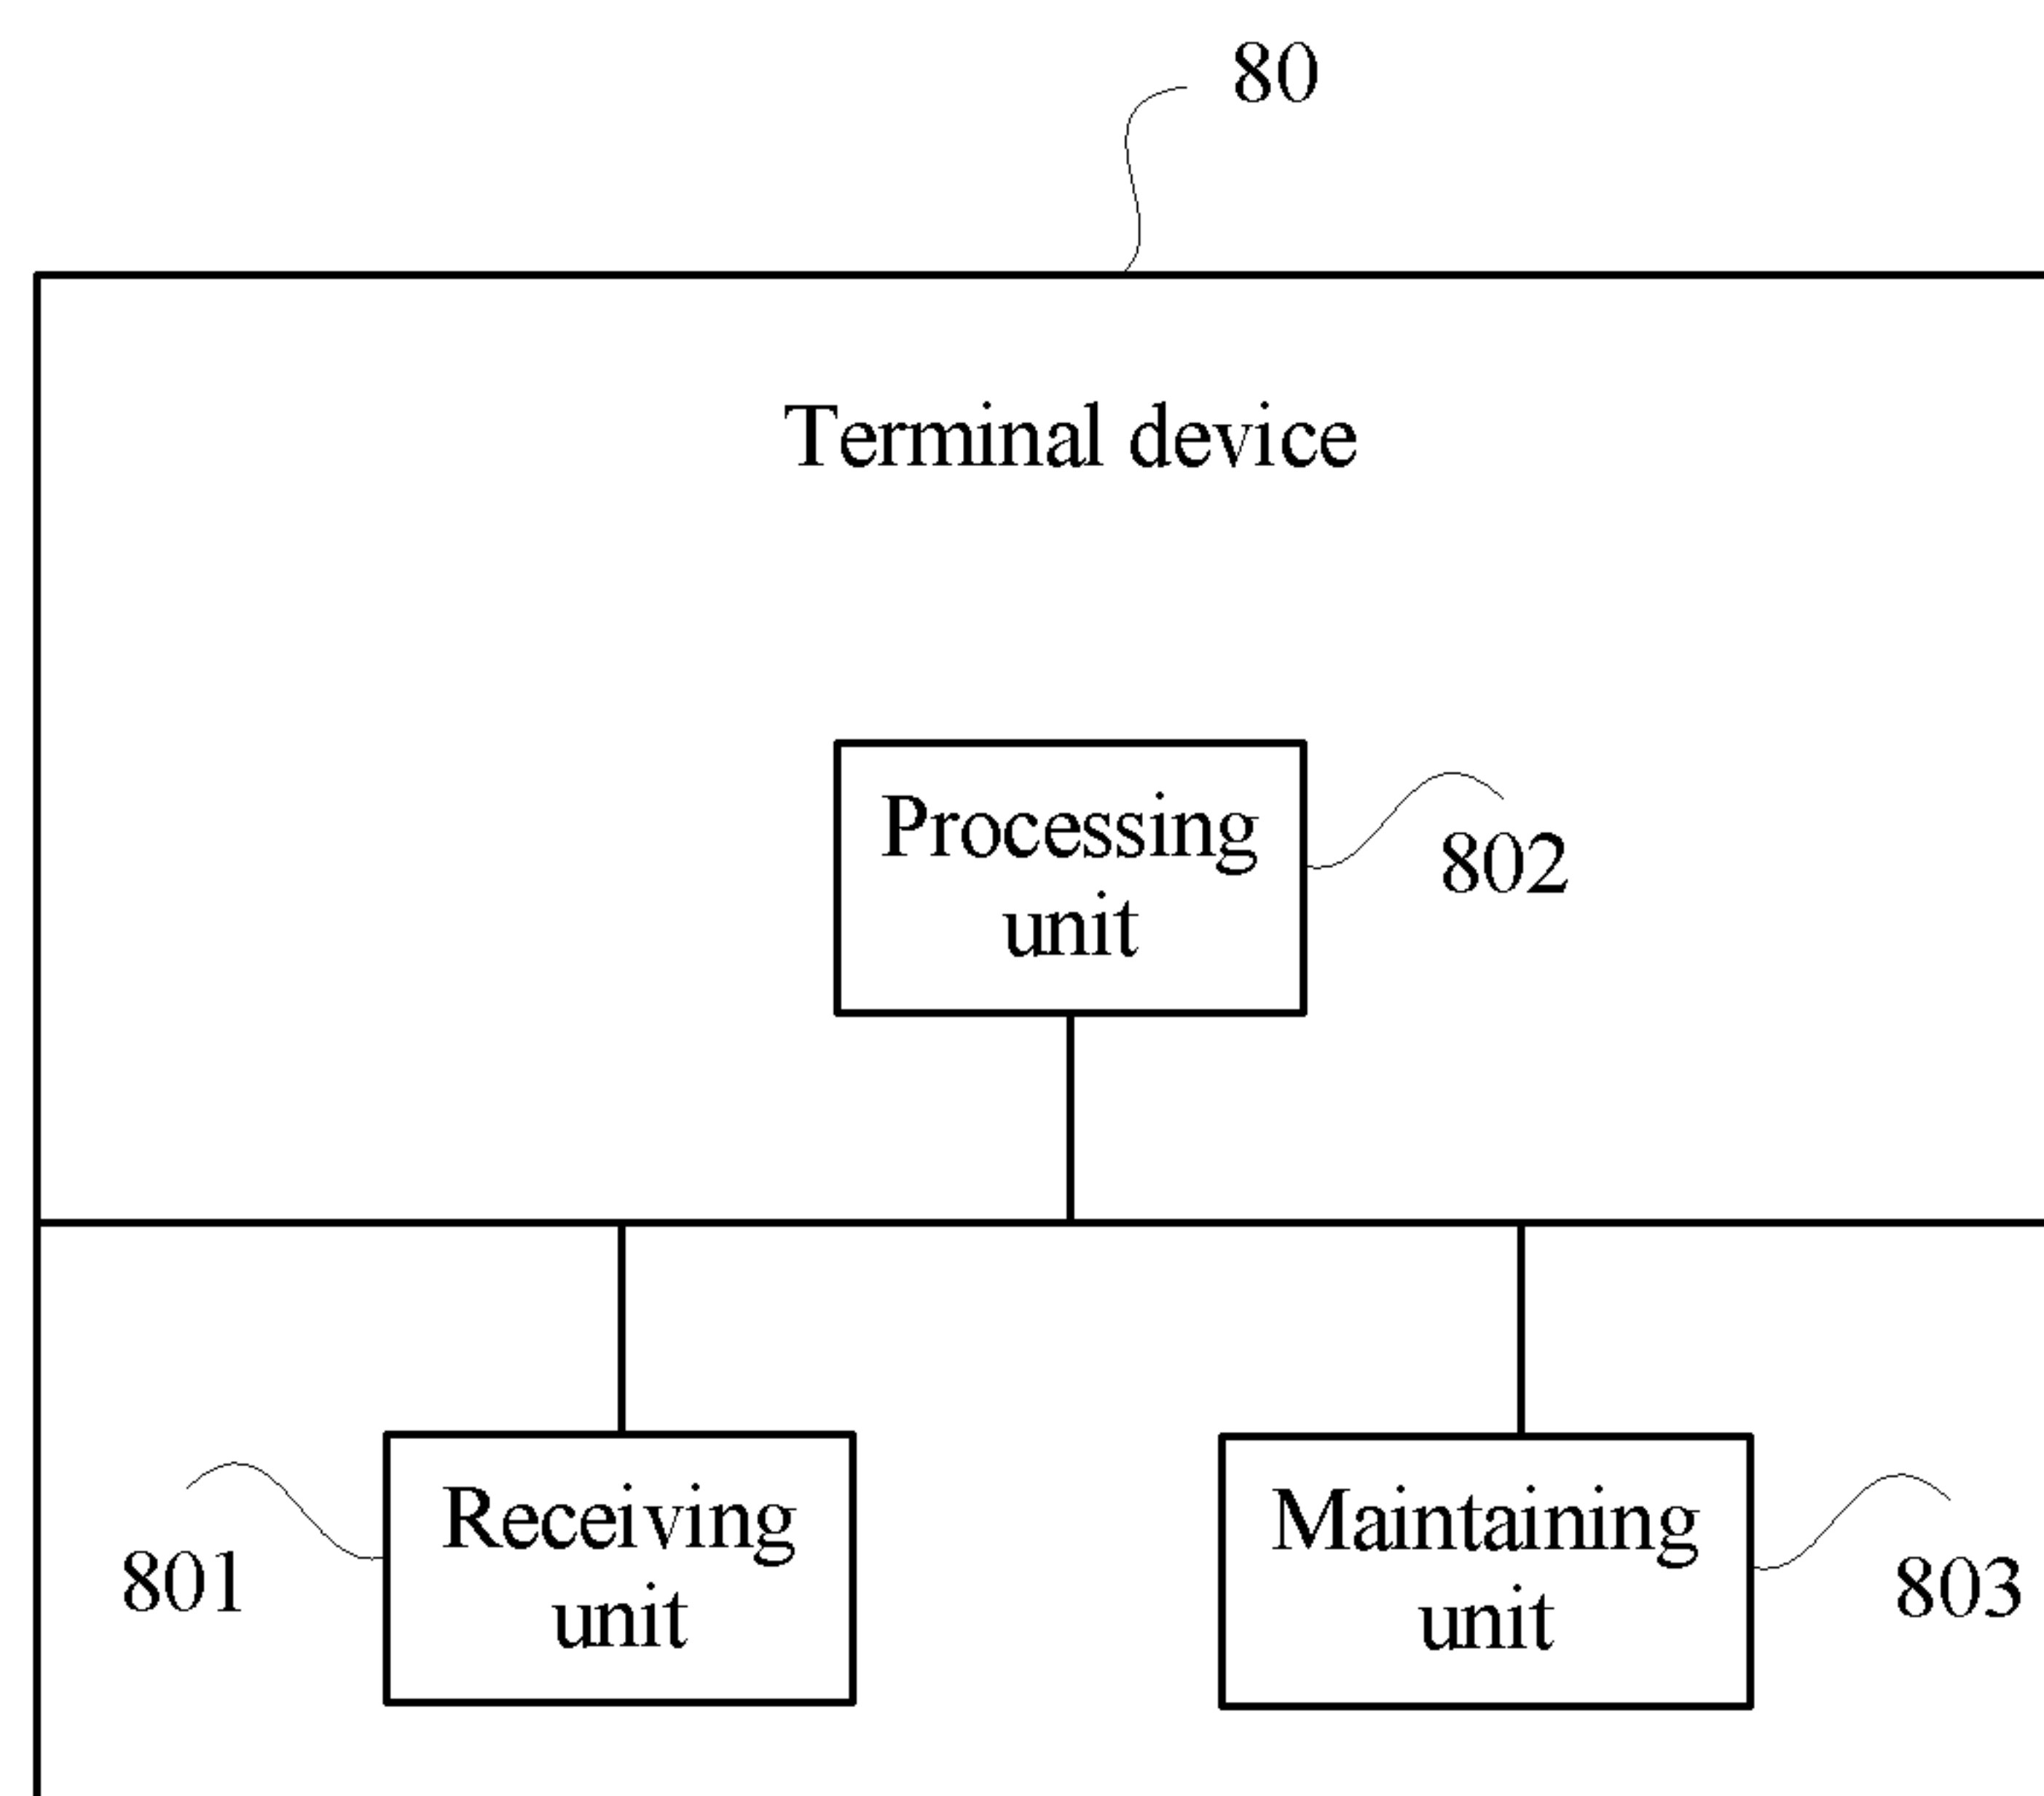 80
Terminal device
Processing
unit
802
Receiving
unit
801
Maintaining
unit
803